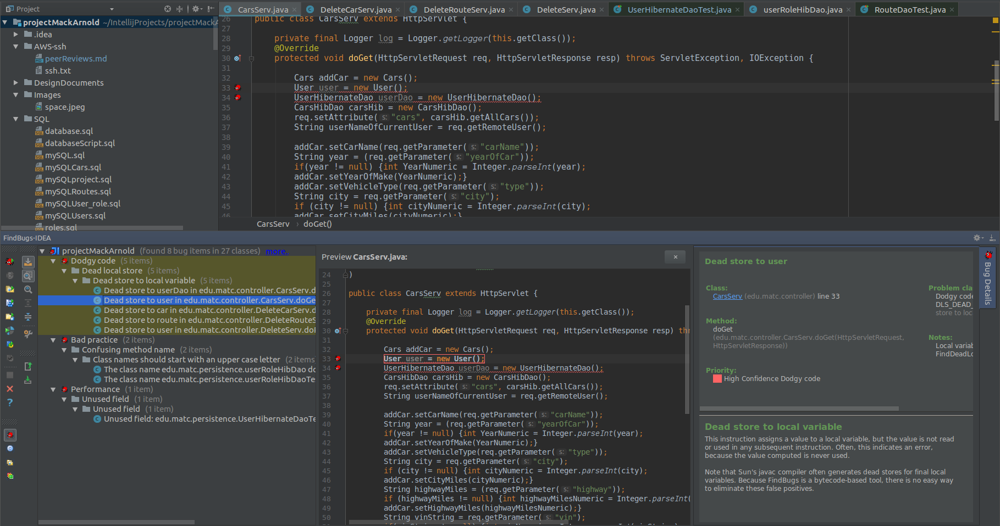 Project
CarsServ.java
DeleteCarServ.java
DeleteRouteServ.java
DeleteServ.java
UserHibernateDaoTest.java
userRoleHibDao.java
RouteDaoTest.java
projectMackArnold ~/IntellijProjects/projectMackA
.idea
AWS-ssh
peerReviews.md
ssh.txt
DesignDocuments
Images
space.jpeg
SQL
database.sql
databaseScript.sql
mySQL.sql
mySQLCars.sql
mySQLproject.sql
mySQLRoutes.sql
mySQLUser_role.sql
mySQLUsers.sql
roles.sql
26 public class CarsServ extends HttpServlet {
27
28 private final Logger log = Logger.getLogger(this.getClass());
29 @Override
30 protected void doGet(HttpServletRequest req, HttpServletResponse resp) throws ServletException, IOException {
31
32 Cars addCar = new Cars();
33 User user = new User();
34 UserHibernateDao userDao = new UserHibernateDao();
35 CarsHibDao carsHib = new CarsHibDao();
36 req.setAttribute( s: "cars", carsHib.getAllCars());
37 String userNameOfCurrentUser = req.getRemoteUser();
38
39 addCar.setCarName(req.getParameter( s: "carName"));
40 String year = (req.getParameter( s: "yearOfCar"));
41 if(year != null) {int YearNumeric = Integer.parseInt(year);
42 addCar.setYearOfMake(YearNumeric);}
43 addCar.setVehicleType(req.getParameter( s: "type"));
44 String city = req.getParameter( s: "city");
45 if (city != null) {int cityNumeric = Integer.parseInt(city);
46 addCar.setCityMiles(cityNumeric);}
CarsServ › doGet()
FindBugs-IDEA
projectMackArnold (found 8 bug items in 27 classes) more..
Dodgy code (5 items)
Dead local store (5 items)
Dead store to local variable (5 items)
Dead store to userDao in edu.matc.controller.CarsServ.d
Dead store to user in edu.matc.controller.CarsServ.doGe
Dead store to car in edu.matc.controller.DeleteCarServ.d
Dead store to route in edu.matc.controller.DeleteRouteS
Dead store to user in edu.matc.controller.DeleteServ.doI
Bad practice (2 items)
Confusing method name (2 items)
Class names should start with an upper case letter (2 items
The class name edu.matc.persistence.userRoleHibDao do
The class name edu.matc.persistence.userRoleHibDaoTe
Performance (1 item)
Unused field (1 item)
Unused field (1 item)
Unused field: edu.matc.persistence.UserHibernateDaoTe
Preview CarsServ.java:
24 )
25
26 public class CarsServ extends HttpServlet {
27
28 private final Logger log = Logger.getLogger(this.getClass());
29 @Override
30 protected void doGet(HttpServletRequest req, HttpServletResponse resp) thr
31
32 Cars addCar = new Cars();
33 User user = new User();
34 UserHibernateDao userDao = new UserHibernateDao();
35 CarsHibDao carsHib = new CarsHibDao();
36 req.setAttribute( s: "cars", carsHib.getAllCars());
37 String userNameOfCurrentUser = req.getRemoteUser();
38
39 addCar.setCarName(req.getParameter( s: "carName"));
40 String year = (req.getParameter( s: "yearOfCar"));
41 if(year != null) {int YearNumeric = Integer.parseInt(year);
42 addCar.setYearOfMake(YearNumeric);}
43 addCar.setVehicleType(req.getParameter( s: "type"));
44 String city = req.getParameter( s: "city");
45 if (city != null) {int cityNumeric = Integer.parseInt(city);
46 addCar.setCityMiles(cityNumeric);}
47 String highwayMiles = (req.getParameter( s: "highway"));
48 if (highwayMiles != null) {int highwayMilesNumeric = Integer.parseInt(
49 addCar.setHighwayMiles(highwayMilesNumeric);}
50 String vinString = req.getParameter( s: "vin");
Dead store to user
Class:
CarsServ (edu.matc.controller) line 33
Method:
doGet
(edu.matc.controller.CarsServ.doGet(HttpServletRequest,
HttpServletResponse))
Priority:
High Confidence Dodgy code
Problem cla
Dodgy code
DLS_DEAD_
store to loc
Notes:
Local variab
FindDeadLo
Bug Details
Dead store to local variable
This instruction assigns a value to a local variable, but the value is not read
or used in any subsequent instruction. Often, this indicates an error,
because the value computed is never used.
Note that Sun's javac compiler often generates dead stores for final local
variables. Because FindBugs is a bytecode-based tool, there is no easy way
to eliminate these false positives.